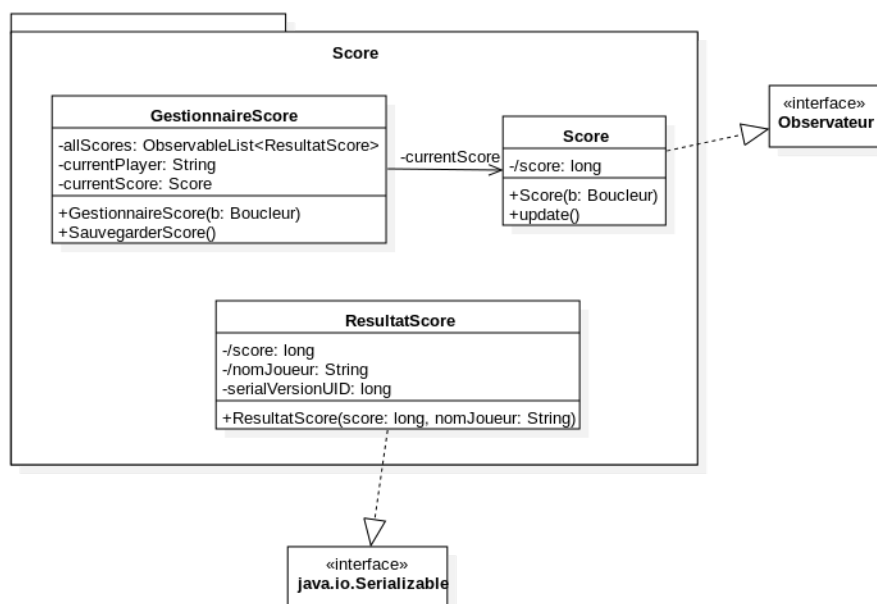 Score
GestionnaireScore
-allScores: ObservableList<ResultatScore>
-currentPlayer: String
-currentScore: Score
+GestionnaireScore(b: Boucleur)
+SauvegarderScore()
-currentScore
Score
-/score: long
+Score(b: Boucleur)
+update()
«interface»
Observateur
ResultatScore
-/score: long
-/nomJoueur: String
-serialVersionUID: long
+ResultatScore(score: long, nomJoueur: String)
«interface»
java.io.Serializable